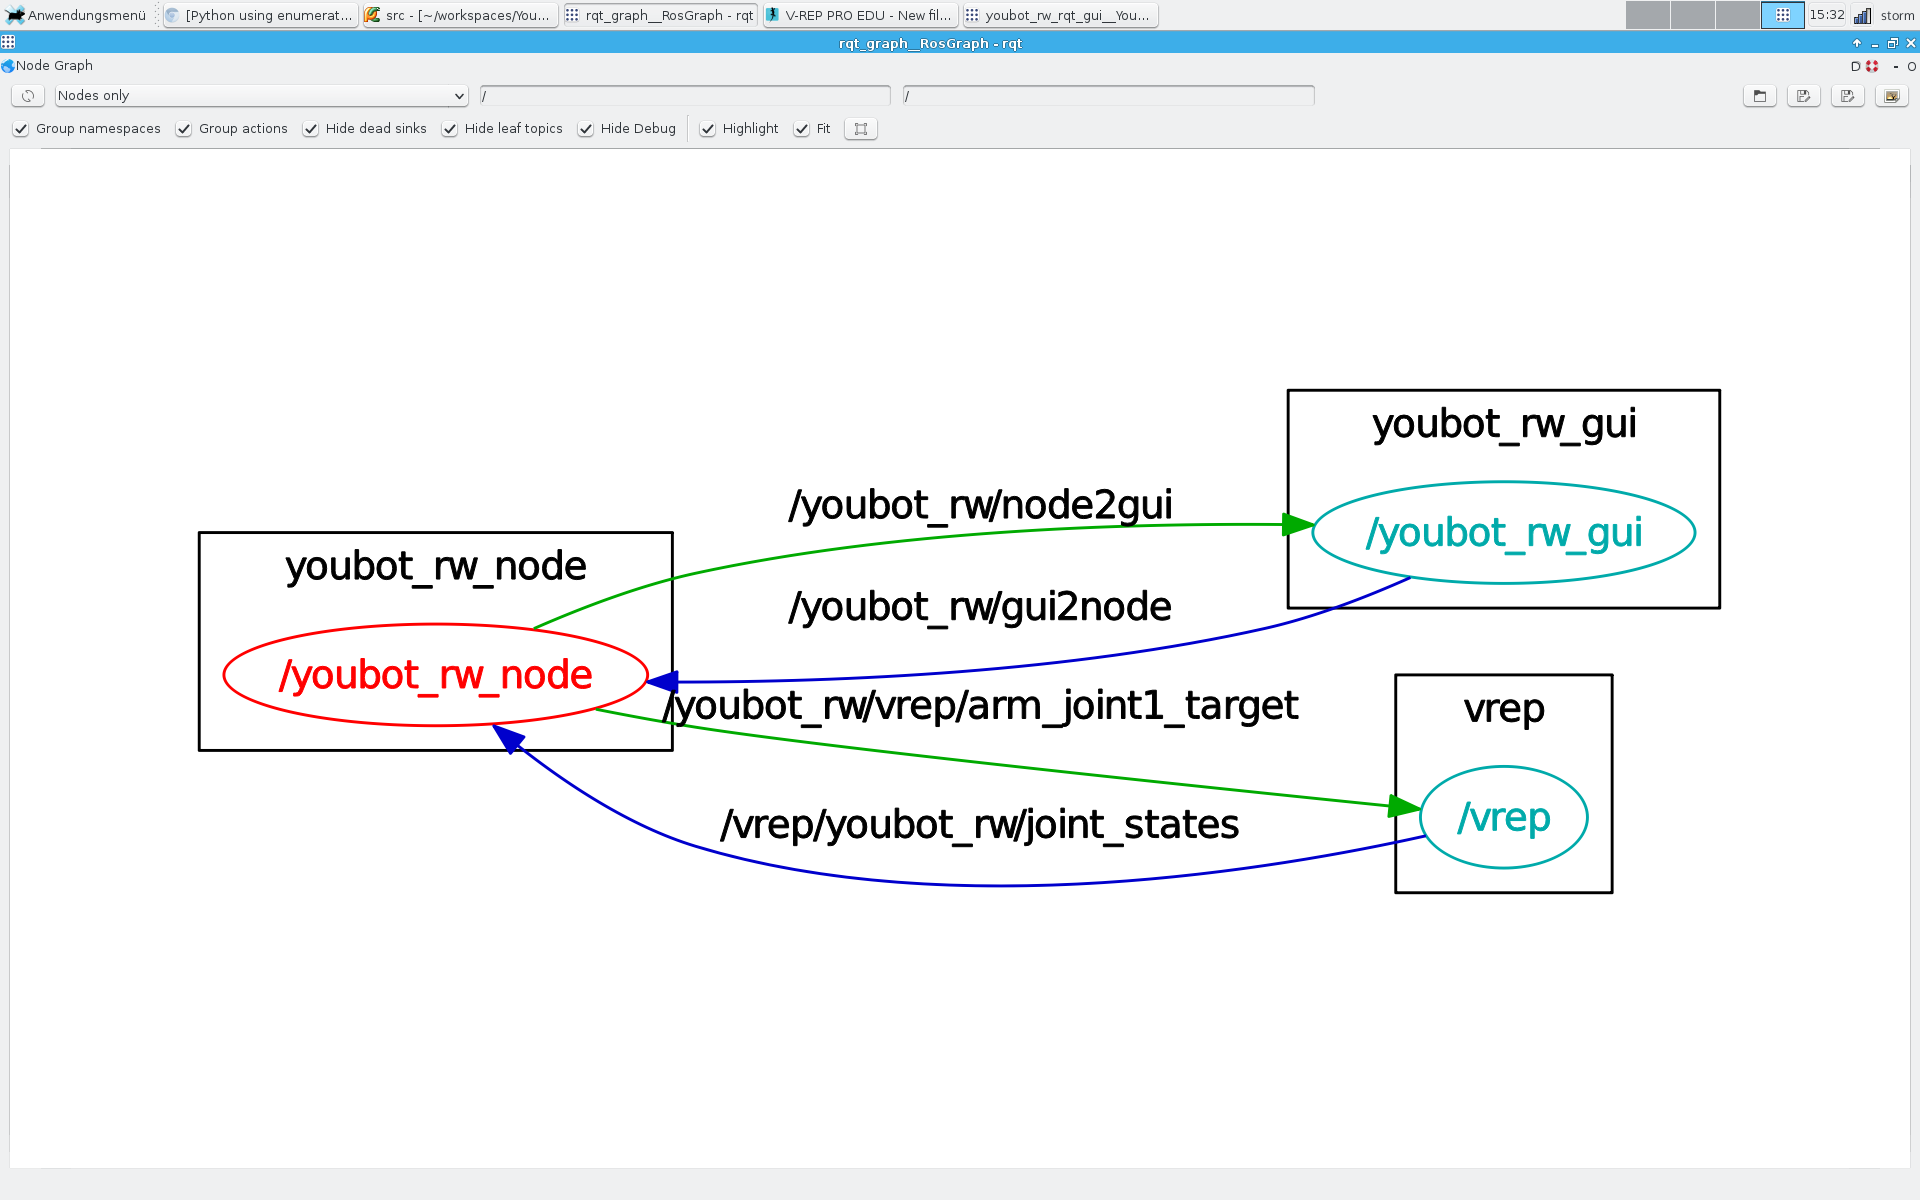 Anwendungsmenü [Python using enumerat... src - [~/workspaces/You... rqt_graph__RosGraph - rqt V-REP PRO EDU - New fil... youbot_rw_rqt_gui__You... 15:32 storm
rqt_graph__RosGraph - rqt
Node Graph D - O
Nodes only / /
Group namespaces Group actions Hide dead sinks Hide leaf topics Hide Debug Highlight Fit
youbot_rw_gui
/youbot_rw/node2gui
/youbot_rw_gui
youbot_rw_node
/youbot_rw/gui2node
/youbot_rw_node
/youbot_rw/vrep/arm_joint1_target
vrep
/vrep
/vrep/youbot_rw/joint_states